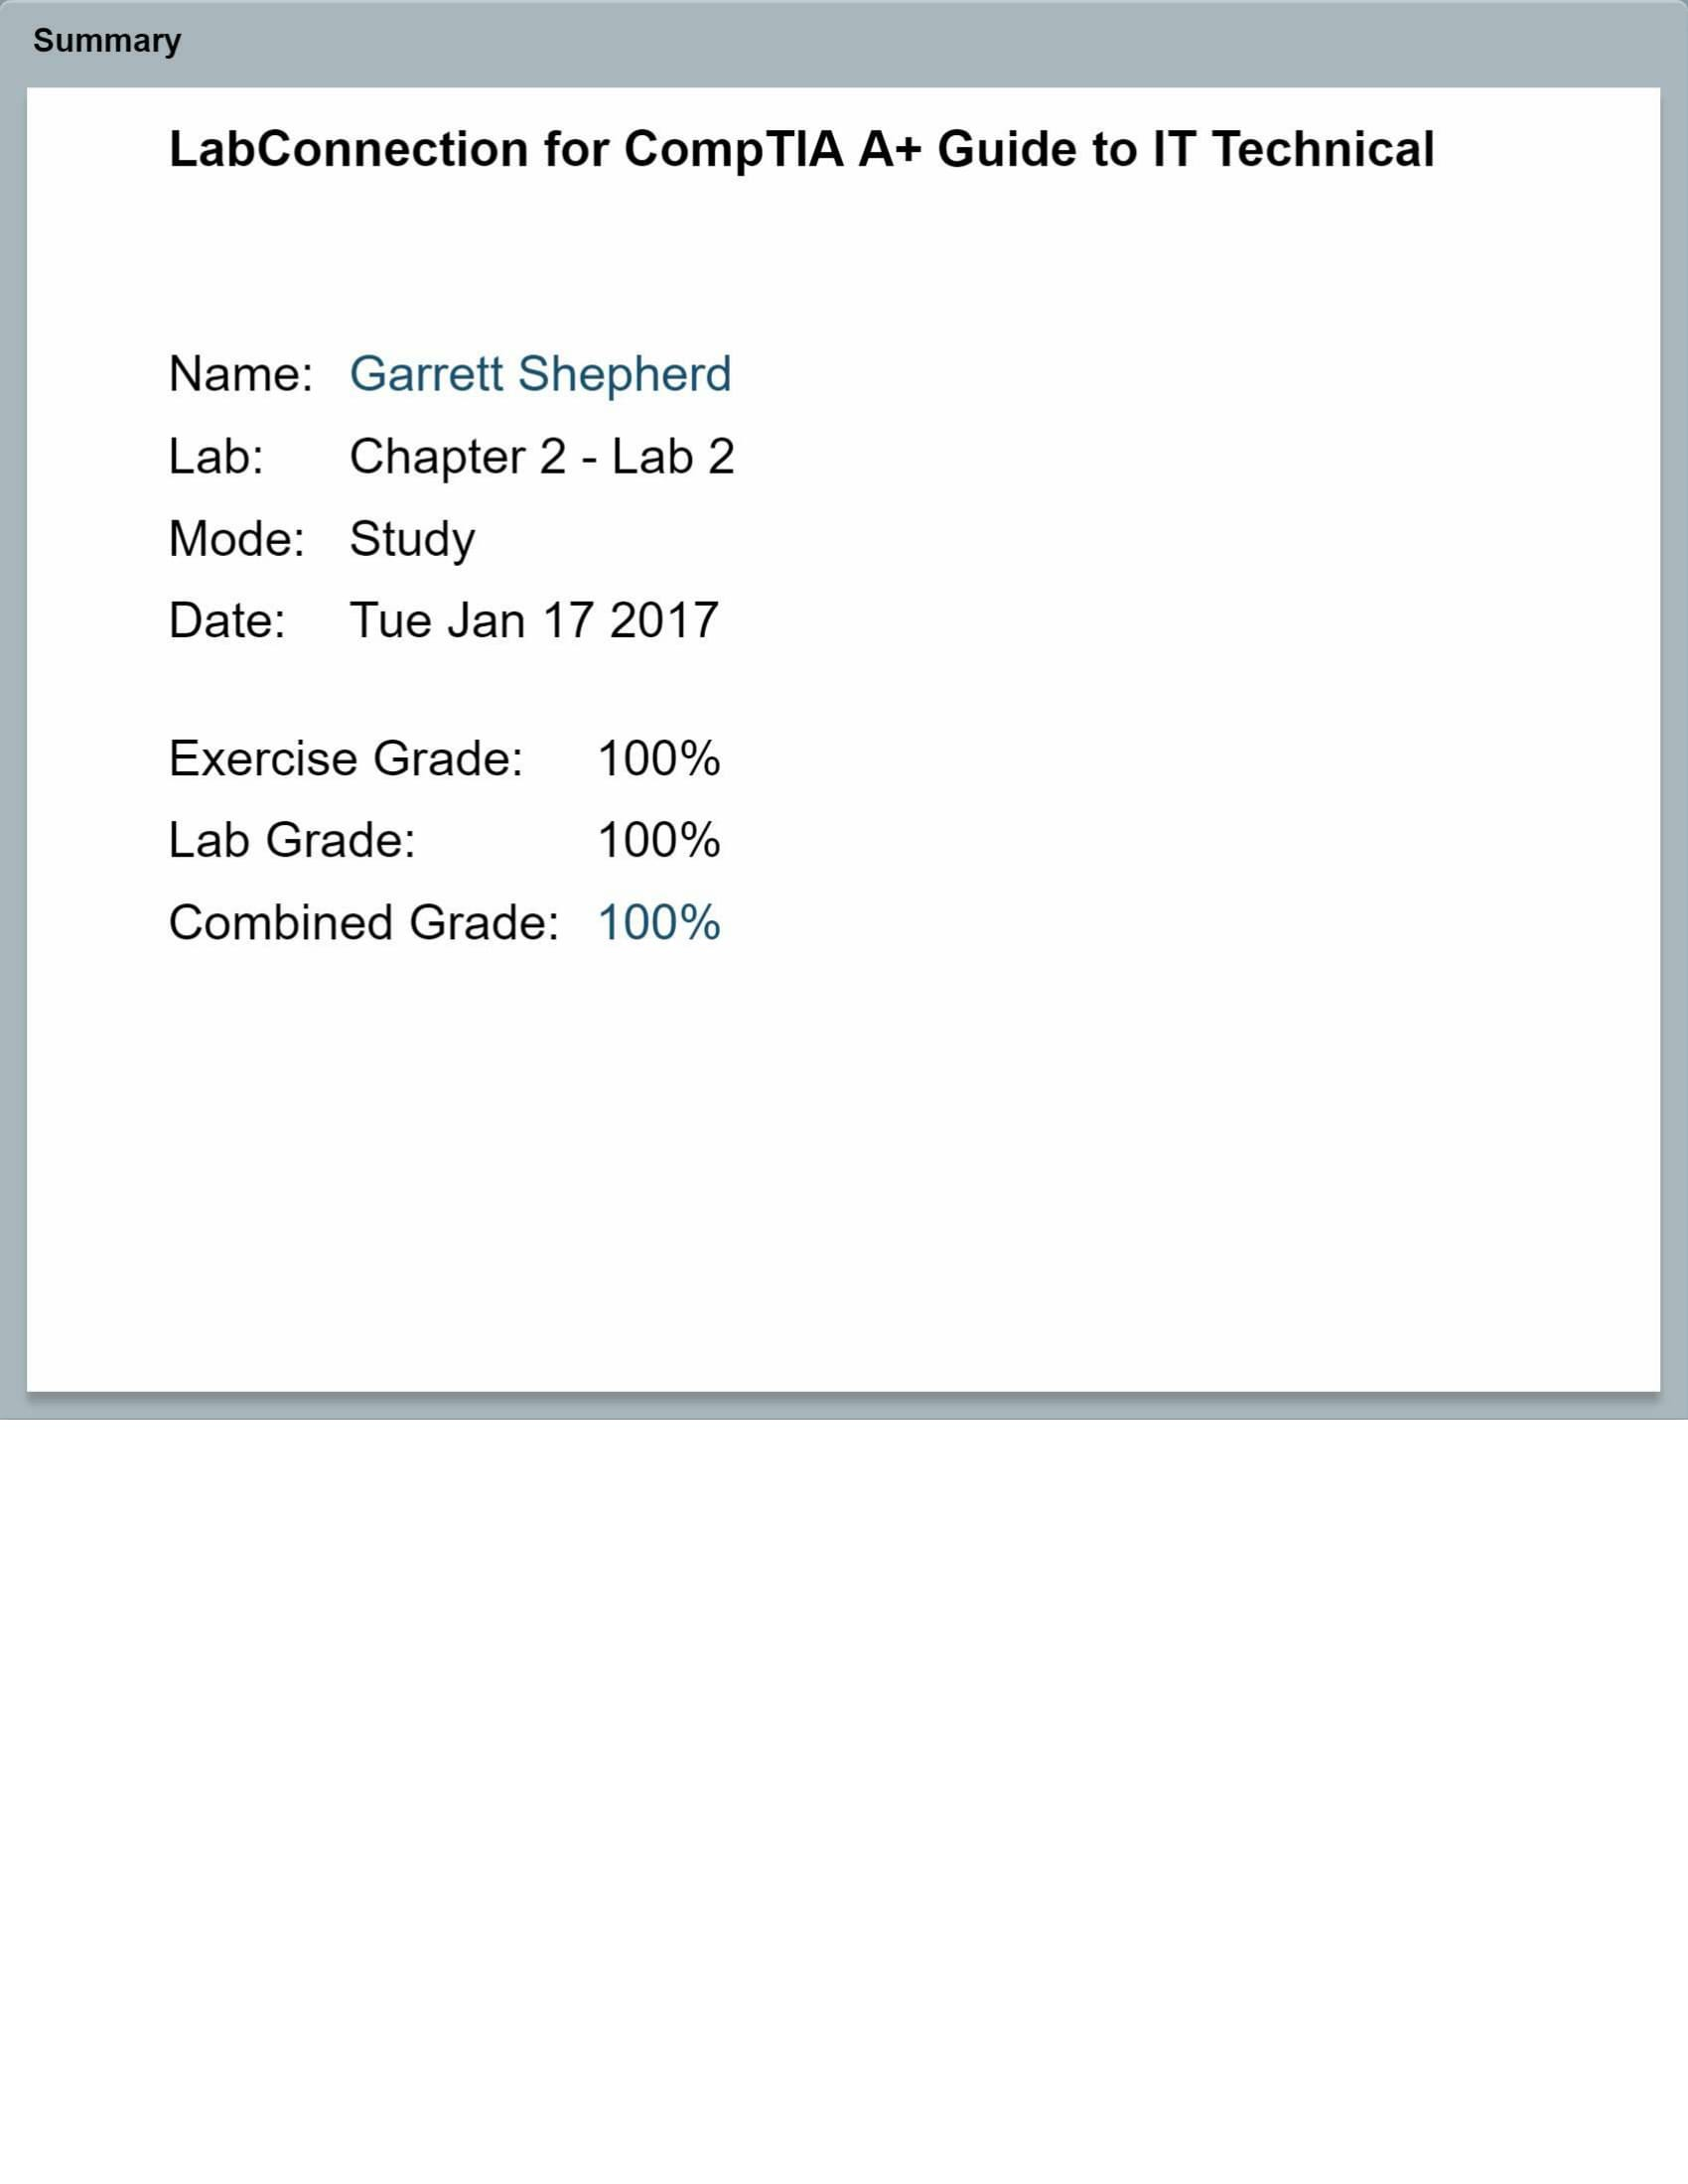 Summary
LabConnection for CompTIA A+ Guide to IT Technical
Name: Garrett Shepherd
Lab: Chapter 2 - Lab 2
Mode: Study
Date: Tue Jan 17 2017
Exercise Grade: 100%
Lab Grade: 100%
Combined Grade: 100%